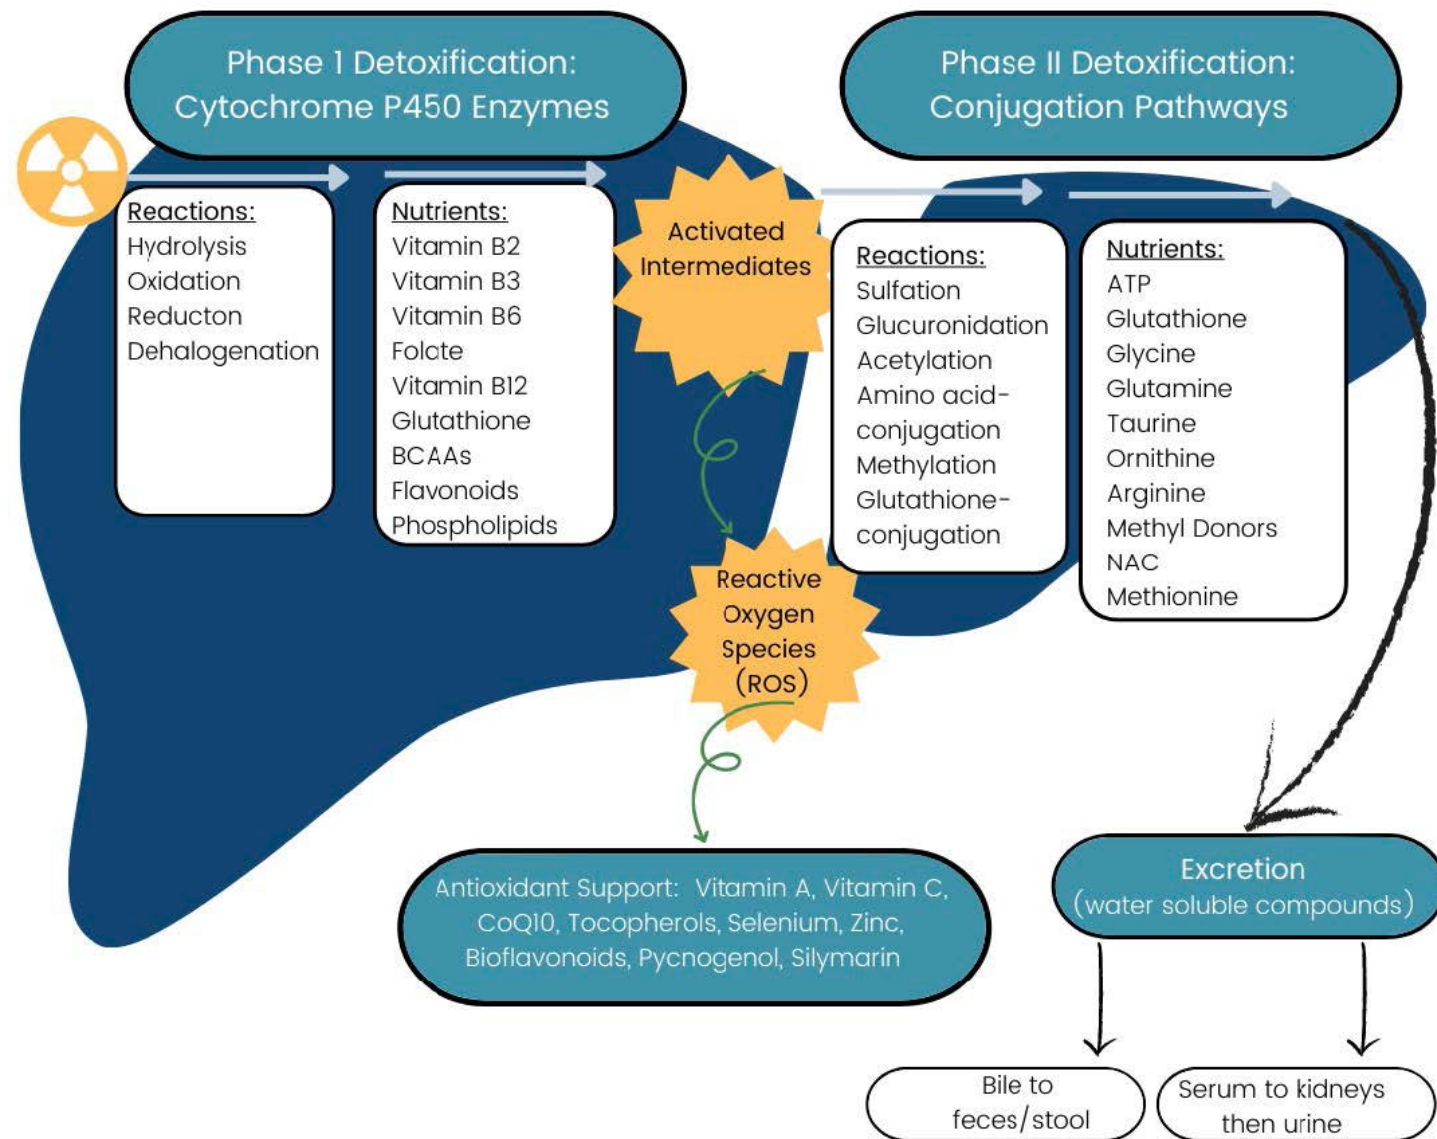 Phase 1 Detoxification:
Cytochrome P450 Enzymes
Reactions:
Hydrolysis
Oxidation
Reducton
Dehalogenation
Nutrients:
Vitamin B2
Vitamin B3
Vitamin B6
Folate
Vitamin B12
Glutathione
BCAAs
Flavonoids
Phospholipids
Activated
Intermediates
Reactive
Oxygen
Species
(ROS)
Antioxidant Support: Vitamin A, Vitamin C,
CoQ10, Tocopherols, Selenium, Zinc,
Bioflavonoids, Pycnogenol, Silymarin
Phase II Detoxification:
Conjugation Pathways
Reactions:
Sulfation
Glucuronidation
Acetylation
Amino acid-
conjugation
Methylation
Glutathione-
conjugation
Nutrients:
ATP
Glutathione
Glycine
Glutamine
Taurine
Ornithine
Arginine
Methyl Donors
NAC
Methionine
Excretion
(water soluble compounds)
Bile to
feces/stool
Serum to kidneys
then urine